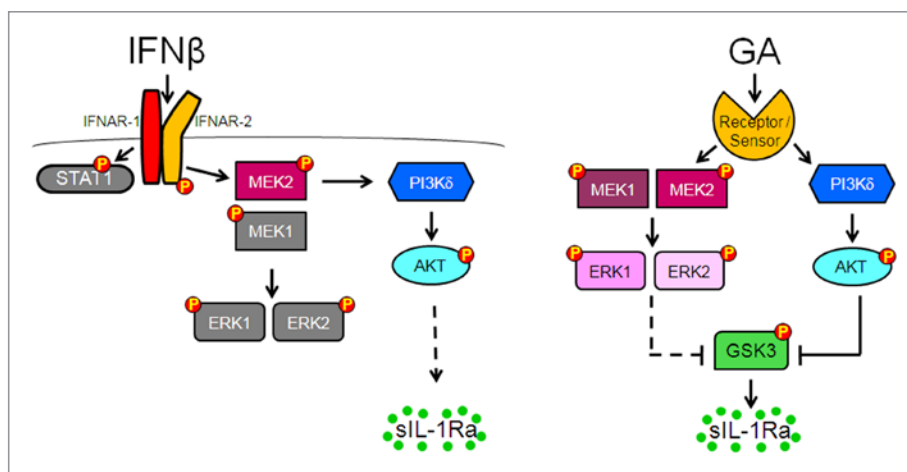 IFNβ
GA
IFNAR-1
IFNAR-2
Receptor /
Sensor
P
STAT1
P
P
MEK2
PI3Kδ
P
MEK1
P
MEK1
P
MEK2
PI3Kδ
P
AKT
P
ERK1
P
ERK2
P
ERK1
P
ERK2
P
AKT
P
GSK3
P
sIL-1Ra
sIL-1Ra